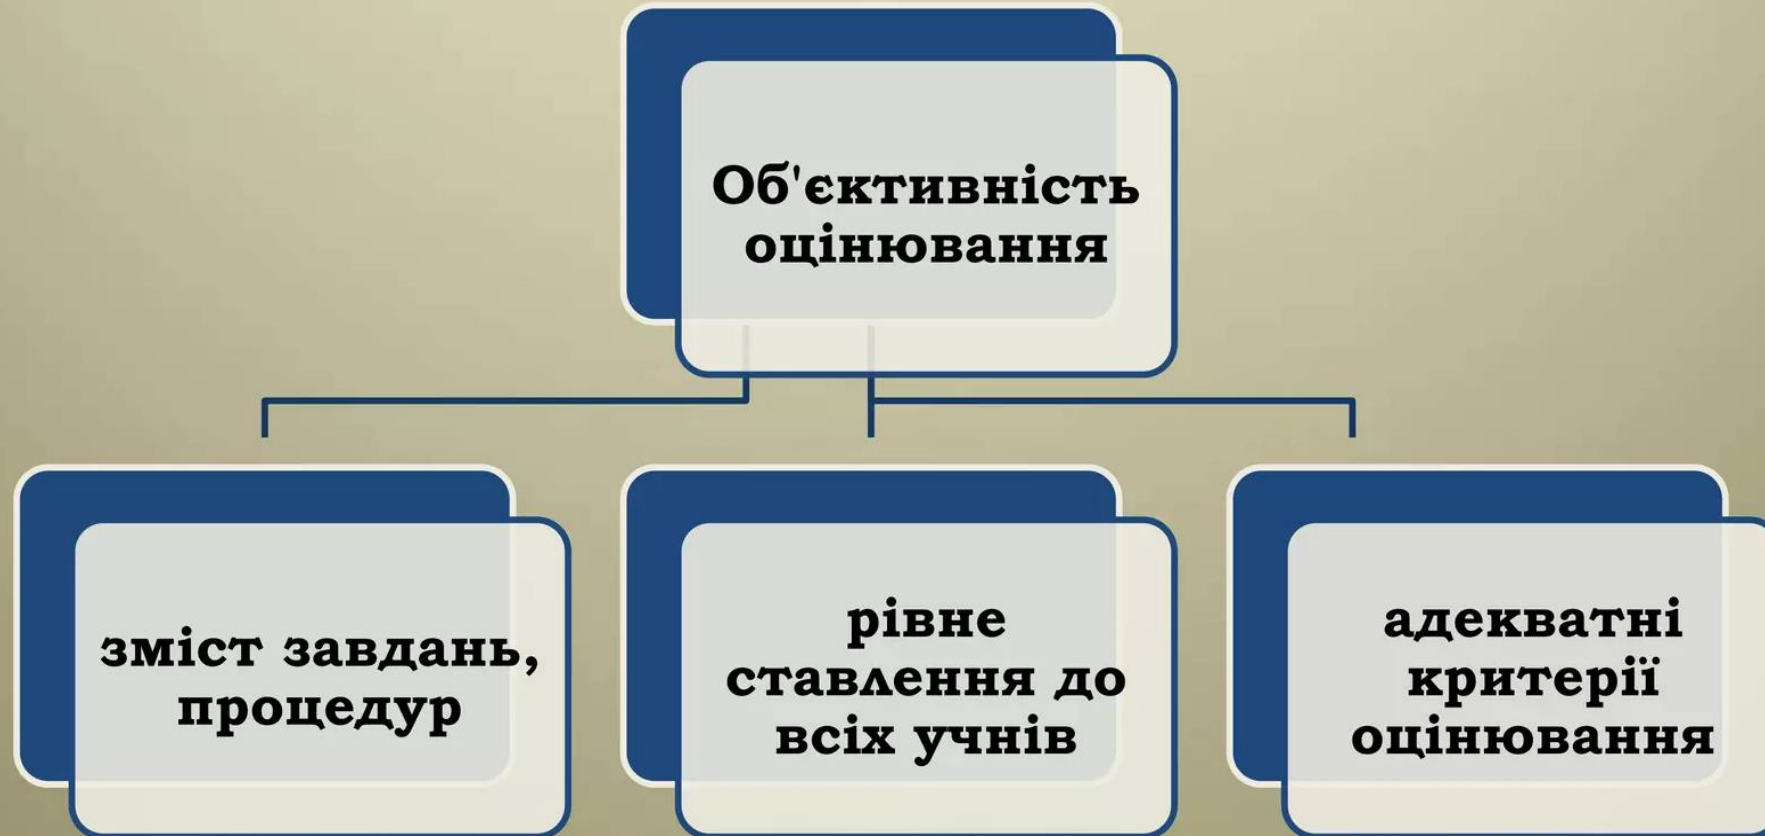 Об'єктивність
оцінювання
зміст завдань,
процедур
рівне
ставлення до
всіх учнів
адекватні
критерії
оцінювання